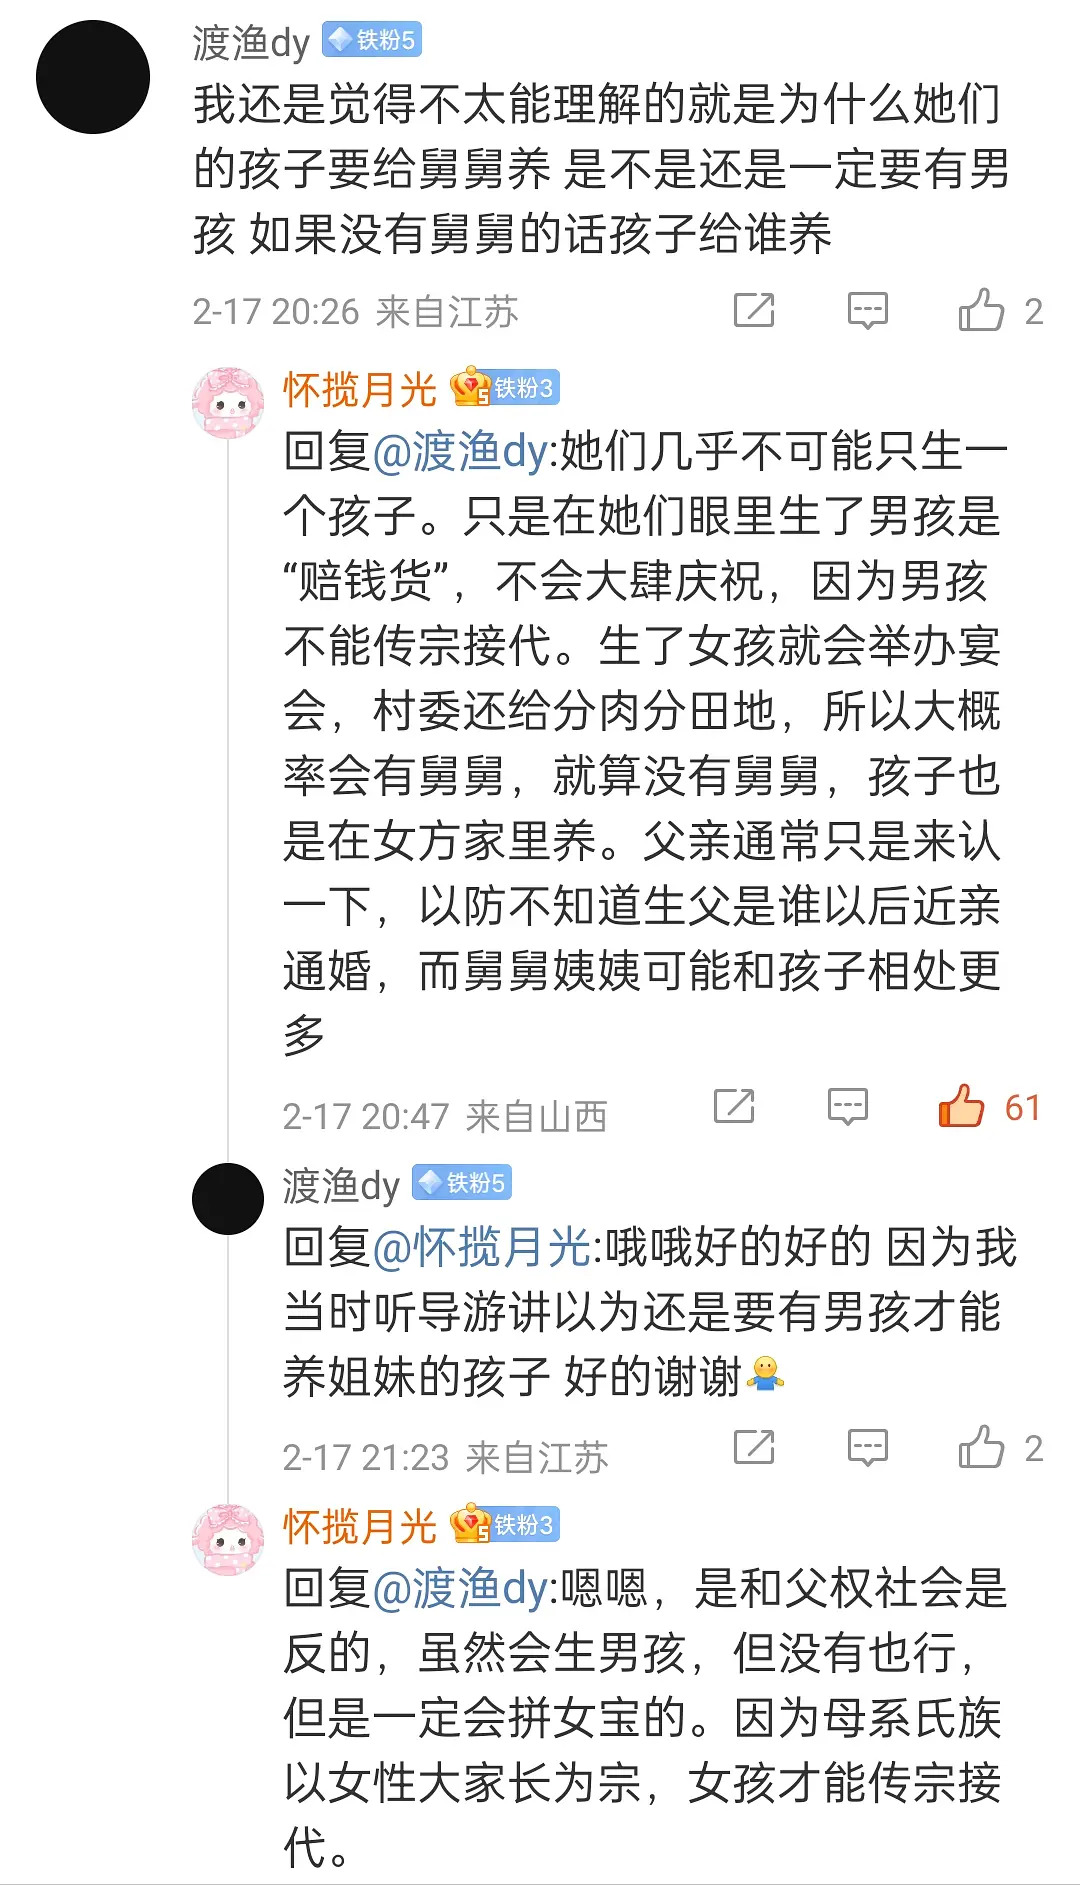 渡渔dy 铁粉5
我还是觉得不太能理解的就是为什么她们
的孩子要给舅舅养 是不是还是一定要有男
孩 如果没有舅舅的话孩子给谁养
2-17 20:26 来自江苏 2
怀揽月光 5 铁粉3
回复@渡渔dy:她们几乎不可能只生一
个孩子。只是在她们眼里生了男孩是
“赔钱货”，不会大肆庆祝，因为男孩
不能传宗接代。生了女孩就会举办宴
会，村委还给分肉分田地，所以大概
率会有舅舅，就算没有舅舅，孩子也
是在女方家里养。父亲通常只是来认
一下，以防不知道生父是谁以后近亲
通婚，而舅舅姨姨可能和孩子相处更
多
2-17 20:47 来自山西 61
渡渔dy 铁粉5
回复@怀揽月光:哦哦好的好的 因为我
当时听导游讲以为还是要有男孩才能
养姐妹的孩子 好的谢谢
2-17 21:23 来自江苏 2
怀揽月光 5 铁粉3
回复@渡渔dy:嗯嗯，是和父权社会是
反的，虽然会生男孩，但没有也行，
但是一定会拼女宝的。因为母系氏族
以女性大家长为宗，女孩才能传宗接
代。